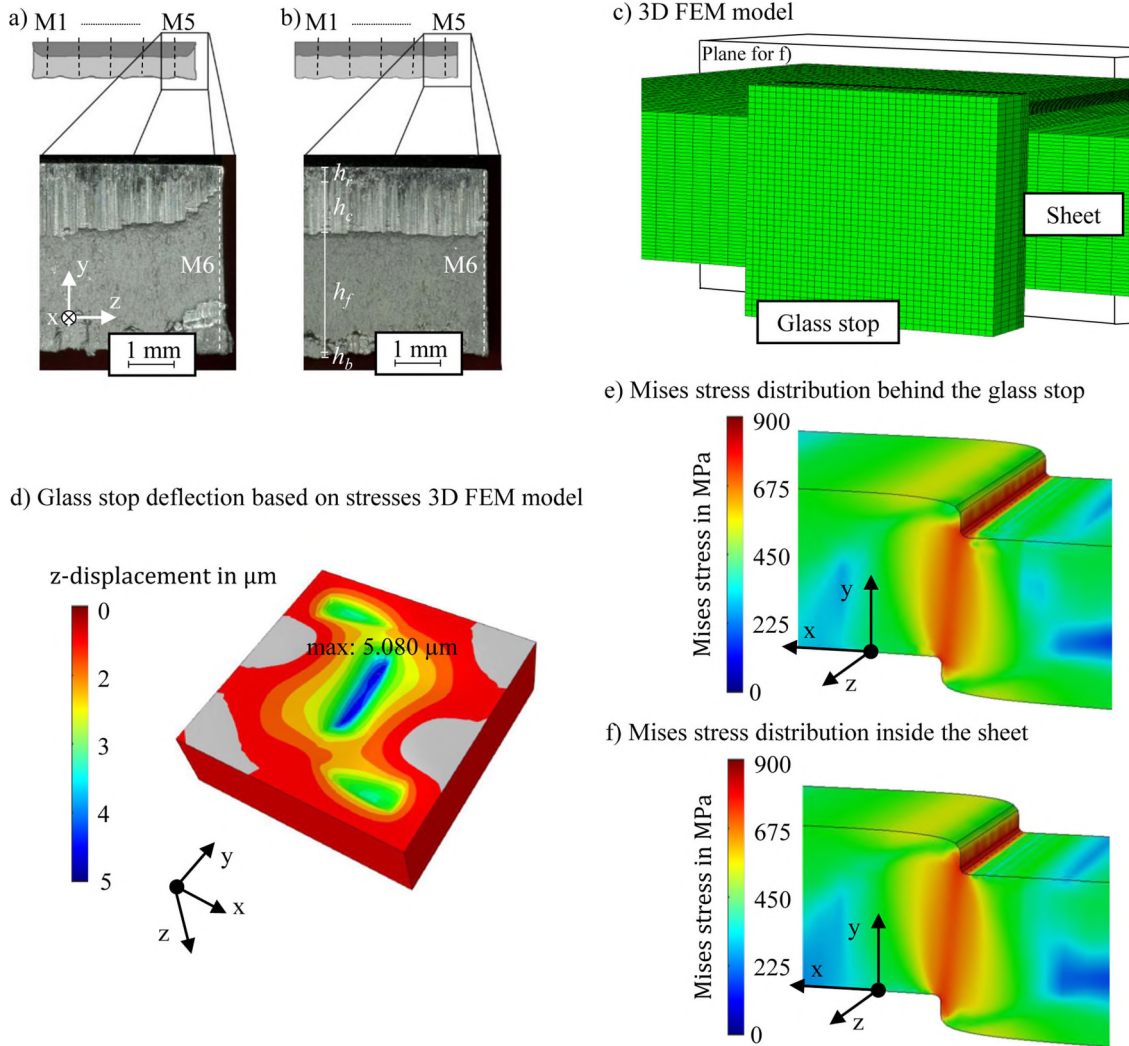 a)
M1
M5
b)
M1
M5
c) 3D FEM model
Plane for f)
Sheet
Glass stop
M6
y
x
z
1 mm
h_r
h_c
M6
h_f
h_b
1 mm
d) Glass stop deflection based on stresses 3D FEM model
z-displacement in µm
0
1
2
3
4
5
max: 5.080 µm
y
x
z
e) Mises stress distribution behind the glass stop
Mises stress in MPa
900
675
450
225
0
y
x
z
f) Mises stress distribution inside the sheet
Mises stress in MPa
900
675
450
225
0
y
x
z